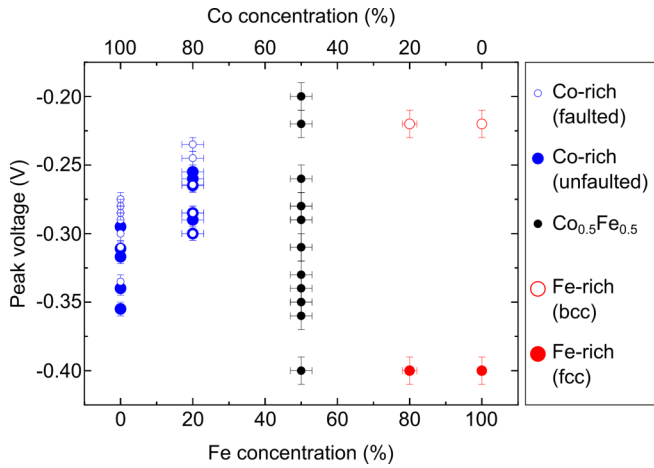 Co concentration (%)
100 80 60 40 20 0
-0.20
-0.25
-0.30
-0.35
-0.40
Peak voltage (V)
0 20 40 60 80 100
Fe concentration (%)
Co-rich
(faulted)
Co-rich
(unfaulted)
Co0.5Fe0.5
Fe-rich
(bcc)
Fe-rich
(fcc)